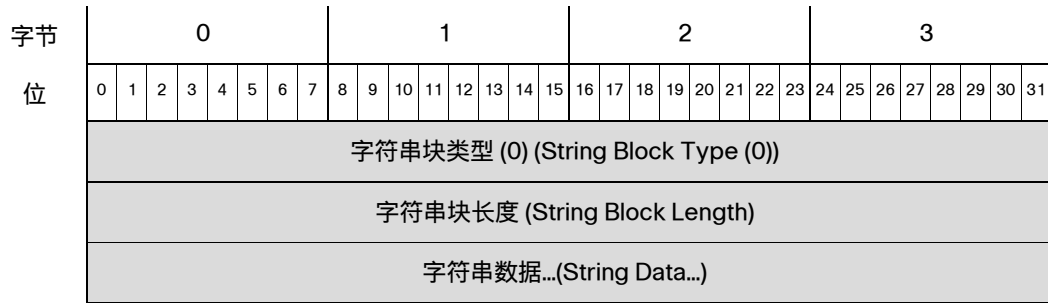 字节 0 1 2 3
位 0 1 2 3 4 5 6 7 8 9 10 11 12 13 14 15 16 17 18 19 20 21 22 23 24 25 26 27 28 29 30 31
字符串块类型 (0) (String Block Type (0))
字符串块长度 (String Block Length)
字符串数据...(String Data...)